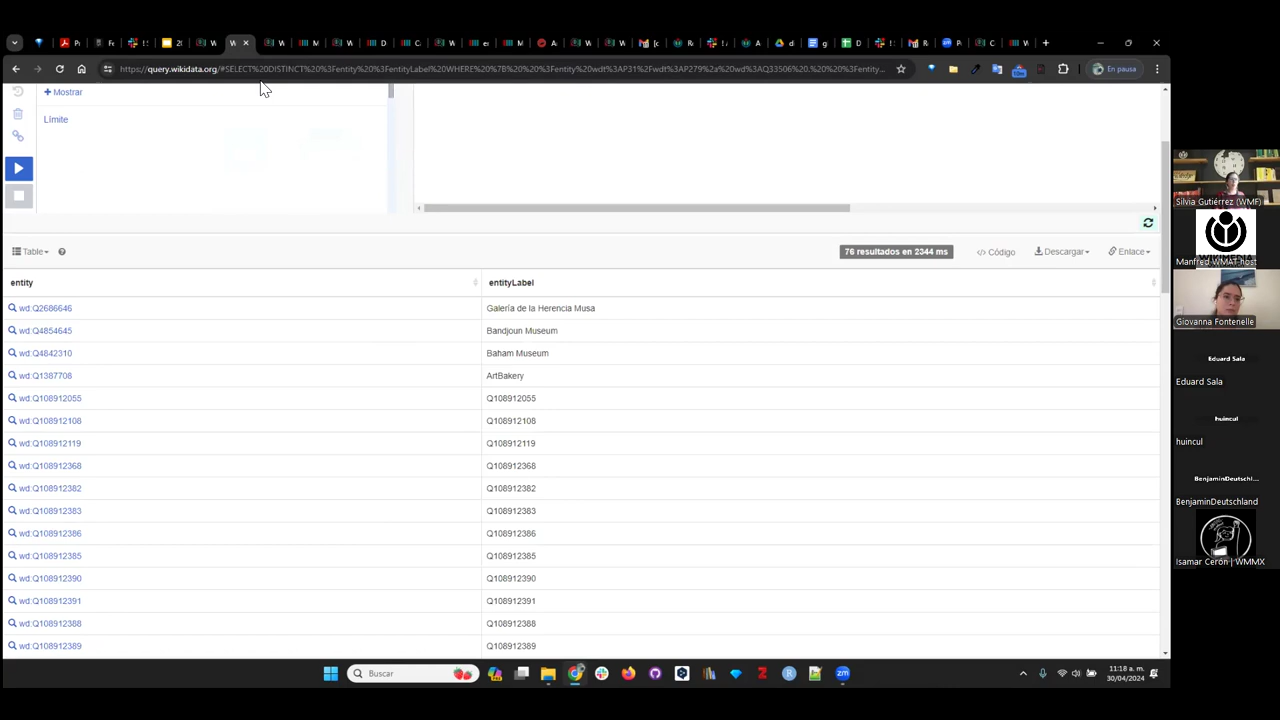 https://query.wikidata.org/#SELECT%20DISTINCT%20%3Fentity%20%3FentityLabel%20WHERE%20%7B%20%20%3Fentity%20wdt%3AP31%2Fwdt%3AP279%2a%20wd%3AQ33506%20.%20%20%3Fentity...
En pausa
Mostrar
Límite
Table
76 resultados en 2344 ms
</> Código
Descargar
Enlace
entity
entityLabel
wd:Q2686646
Galería de la Herencia Musa
wd:Q4854645
Bandjoun Museum
wd:Q4842310
Baham Museum
wd:Q1387708
ArtBakery
wd:Q108912055
Q108912055
wd:Q108912108
Q108912108
wd:Q108912119
Q108912119
wd:Q108912368
Q108912368
wd:Q108912382
Q108912382
wd:Q108912383
Q108912383
wd:Q108912386
Q108912386
wd:Q108912385
Q108912385
wd:Q108912390
Q108912390
wd:Q108912391
Q108912391
wd:Q108912388
Q108912388
wd:Q108912389
Q108912389
Buscar
11:18 a. m.
30/04/2024
Silvia Gutiérrez (WMF)
Manfred WMAT host
Giovanna Fontenelle
Eduard Sala
Eduard Sala
huincul
huincul
BenjaminDeutschl...
BenjaminDeutschland
Isamar Cerón | WMMX